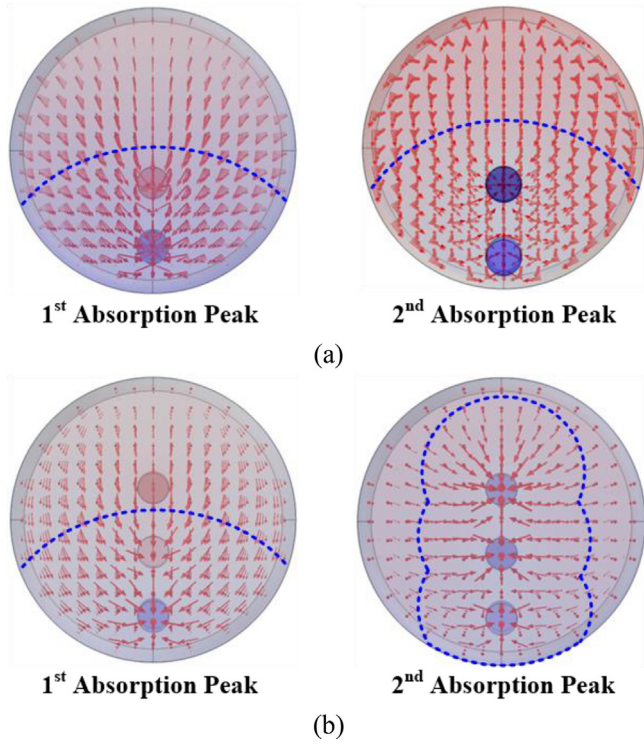 1st Absorption Peak
2nd Absorption Peak
(a)
1st Absorption Peak
2nd Absorption Peak
(b)